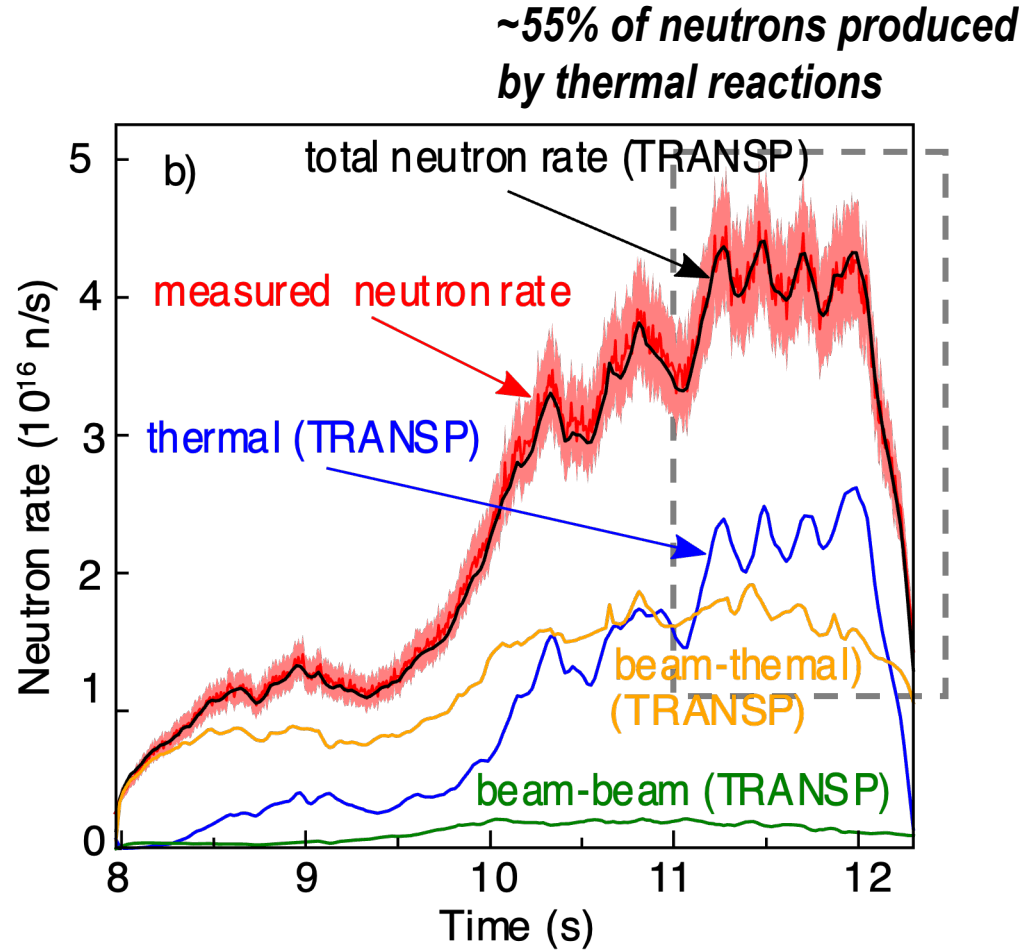 ~55% of neutrons produced
by thermal reactions
b)
total neutron rate (TRANSP)
measured neutron rate
thermal (TRANSP)
beam-thermal)
(TRANSP)
beam-beam (TRANSP)
Neutron rate (10¹⁶ n/s)
5
4
3
2
1
0
8
9
10
11
12
Time (s)